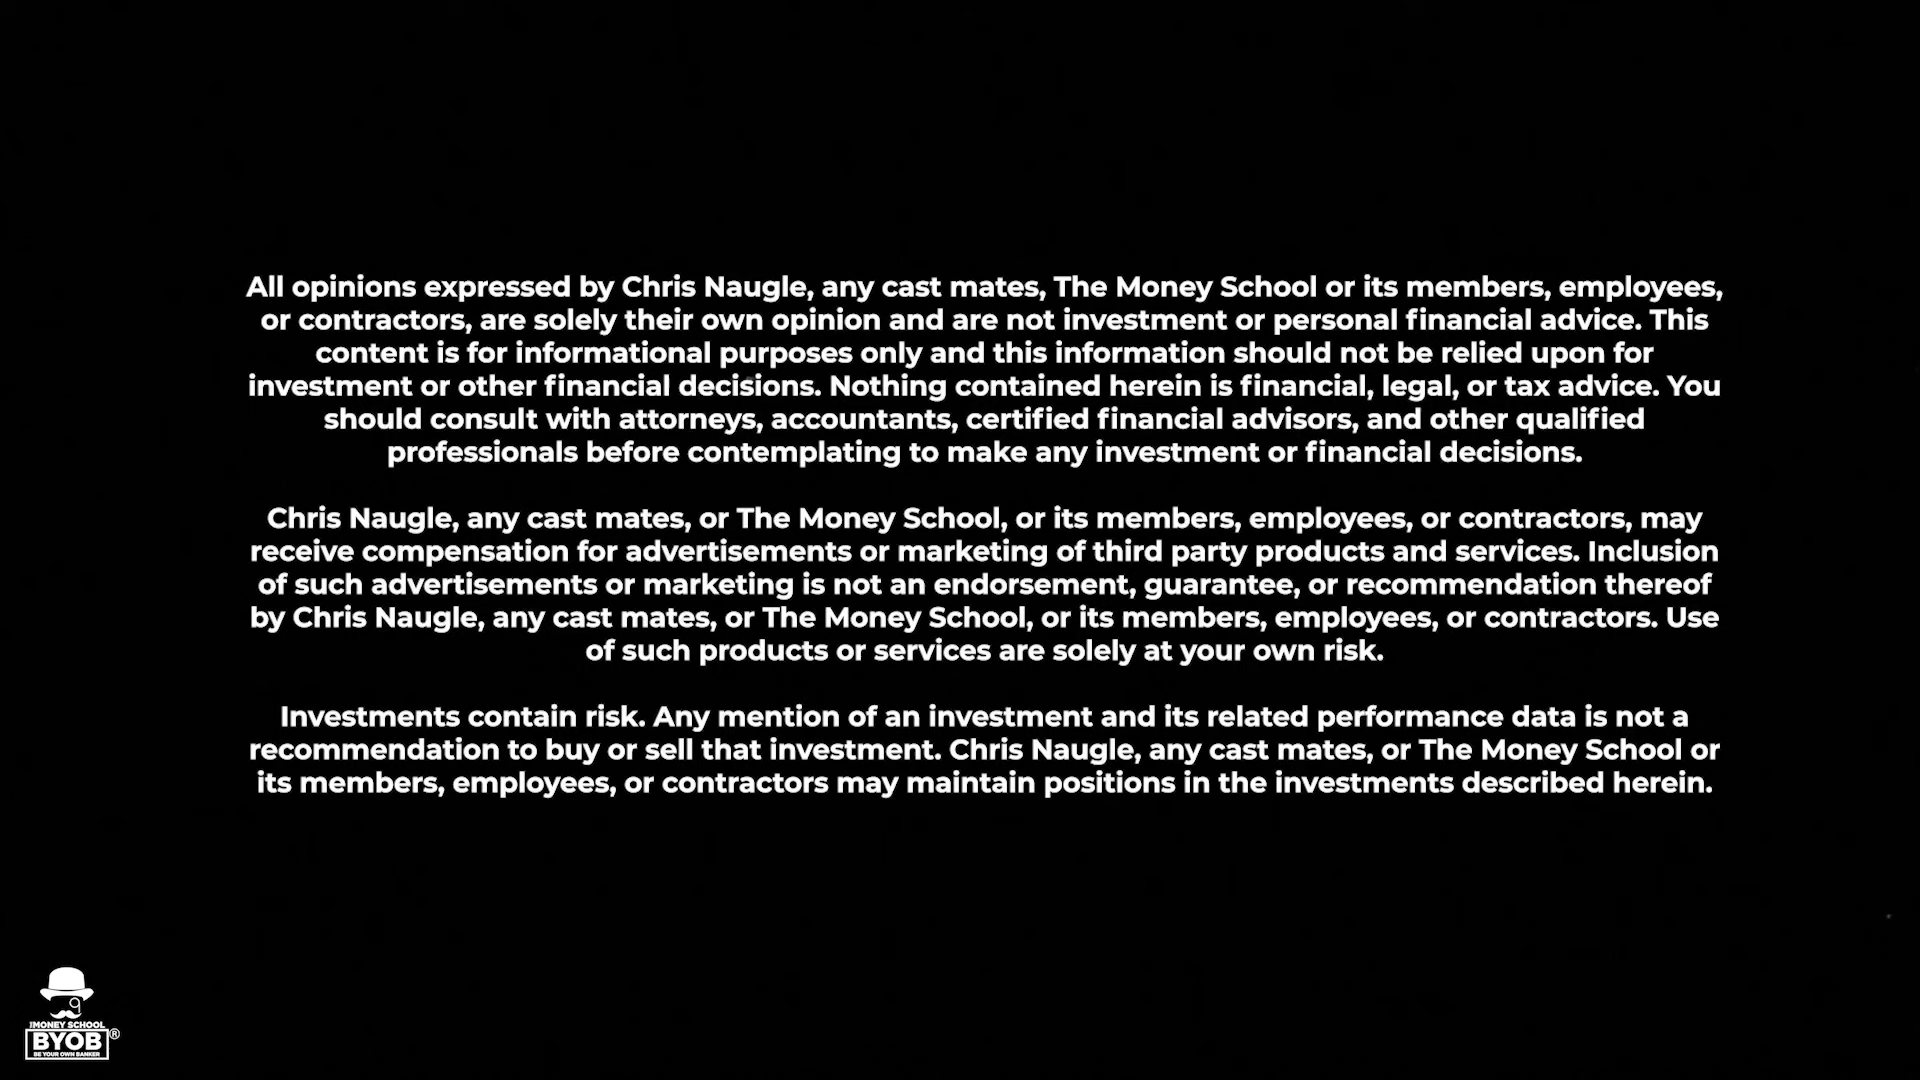 All opinions expressed by Chris Naugle, any cast mates, The Money School or its members, employees,
or contractors, are solely their own opinion and are not investment or personal financial advice. This
content is for informational purposes only and this information should not be relied upon for
investment or other financial decisions. Nothing contained herein is financial, legal, or tax advice. You
should consult with attorneys, accountants, certified financial advisors, and other qualified
professionals before contemplating to make any investment or financial decisions.
Chris Naugle, any cast mates, or The Money School, or its members, employees, or contractors, may
receive compensation for advertisements or marketing of third party products and services. Inclusion
of such advertisements or marketing is not an endorsement, guarantee, or recommendation thereof
by Chris Naugle, any cast mates, or The Money School, or its members, employees, or contractors. Use
of such products or services are solely at your own risk.
Investments contain risk. Any mention of an investment and its related performance data is not a
recommendation to buy or sell that investment. Chris Naugle, any cast mates, or The Money School or
its members, employees, or contractors may maintain positions in the investments described herein.
THE MONEY SCHOOL
BYOB®
BE YOUR OWN BANKER